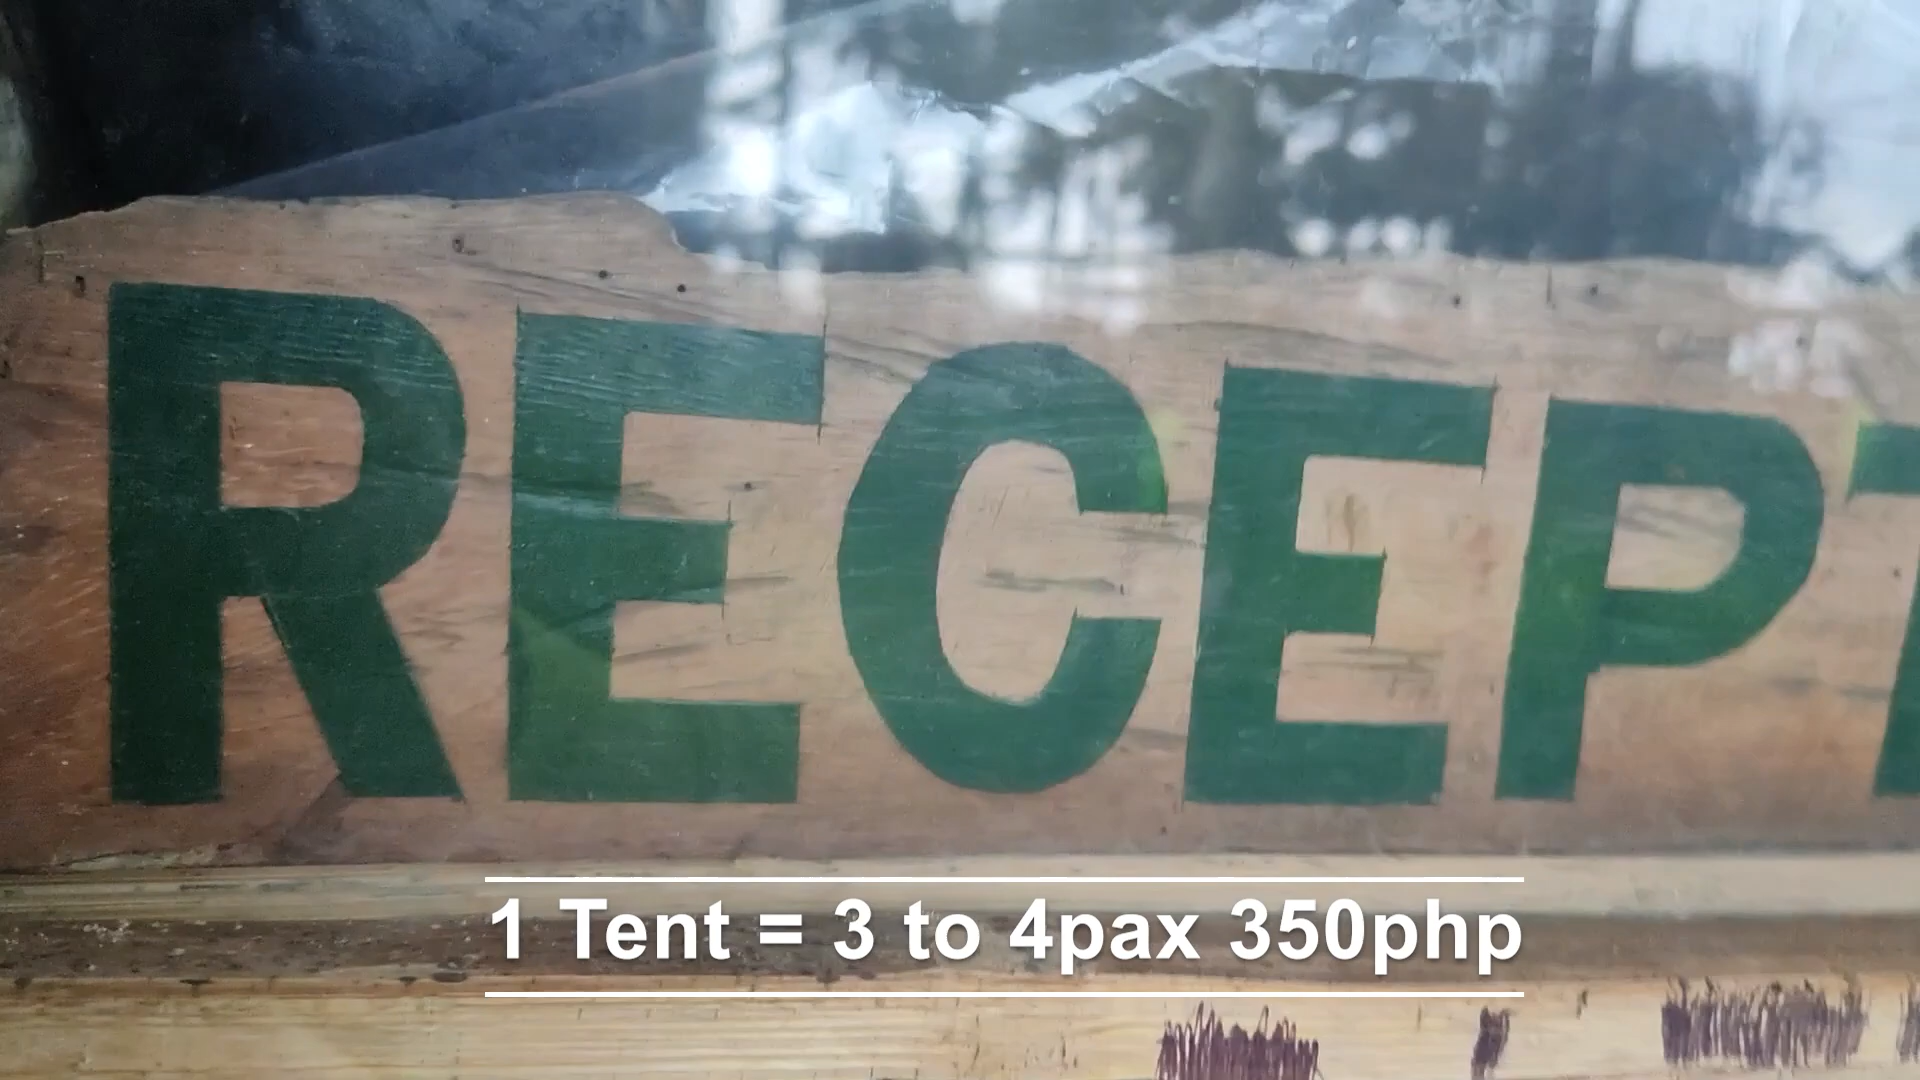 RECEPT
1 Tent = 3 to 4pax 350php